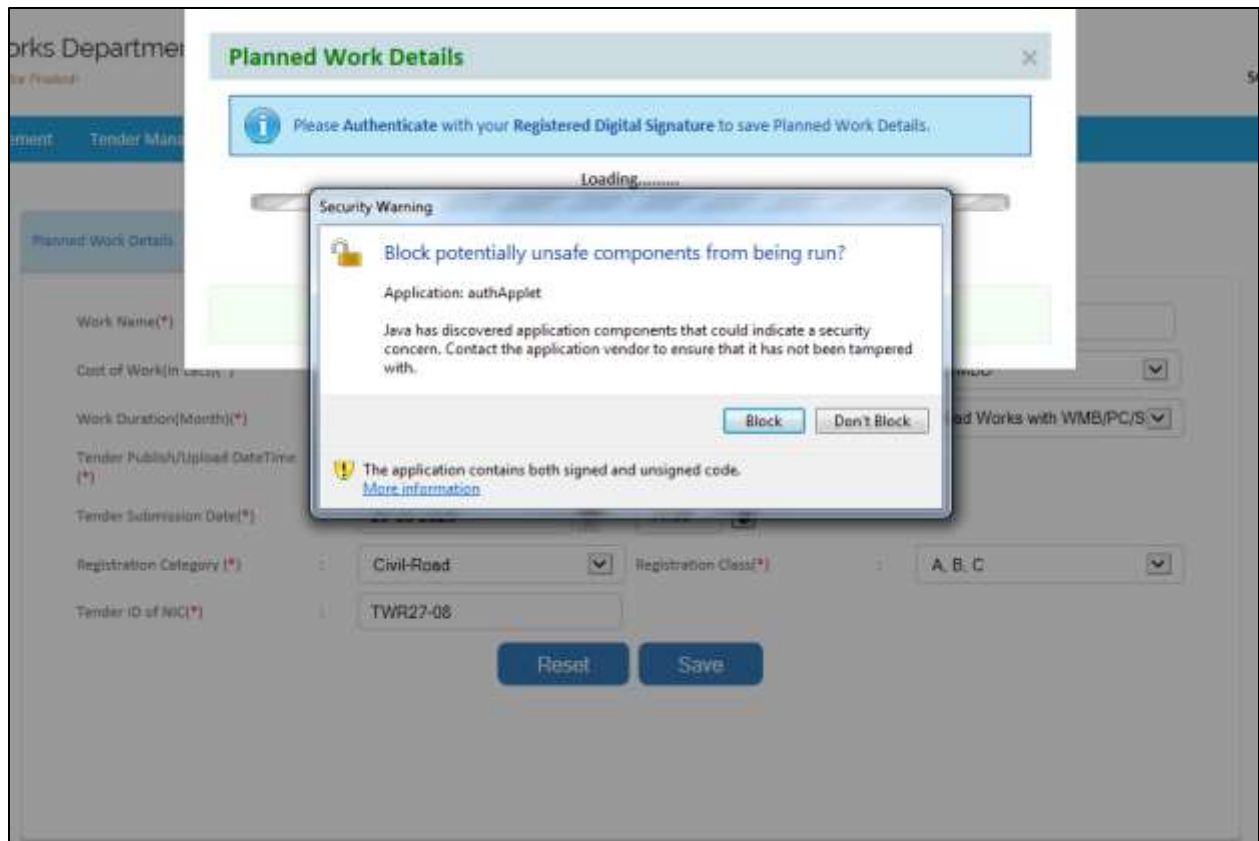 orks Departmen
Planned Work Details
ement Tender Mana
Please Authenticate with your Registered Digital Signature to save Planned Work Details.
Loading.........
Security Warning
Planned Work Details
Block potentially unsafe components from being run?
Application: authApplet
Work Name(*)
Java has discovered application components that could indicate a security
concern. Contact the application vendor to ensure that it has not been tampered
with.
Cost of Work(in
Work Duration(Month)(*)
Block Don't Block
ad Works with WMB/PC/S
Tender Publish/Upload DateTime
(*)
The application contains both signed and unsigned code.
More information
Tender Submission Date(*)
Registration Category (*) : Civil-Road Registration Class(*) : A, B, C
Tender ID of NIC(*) : TWR27-08
Reset Save